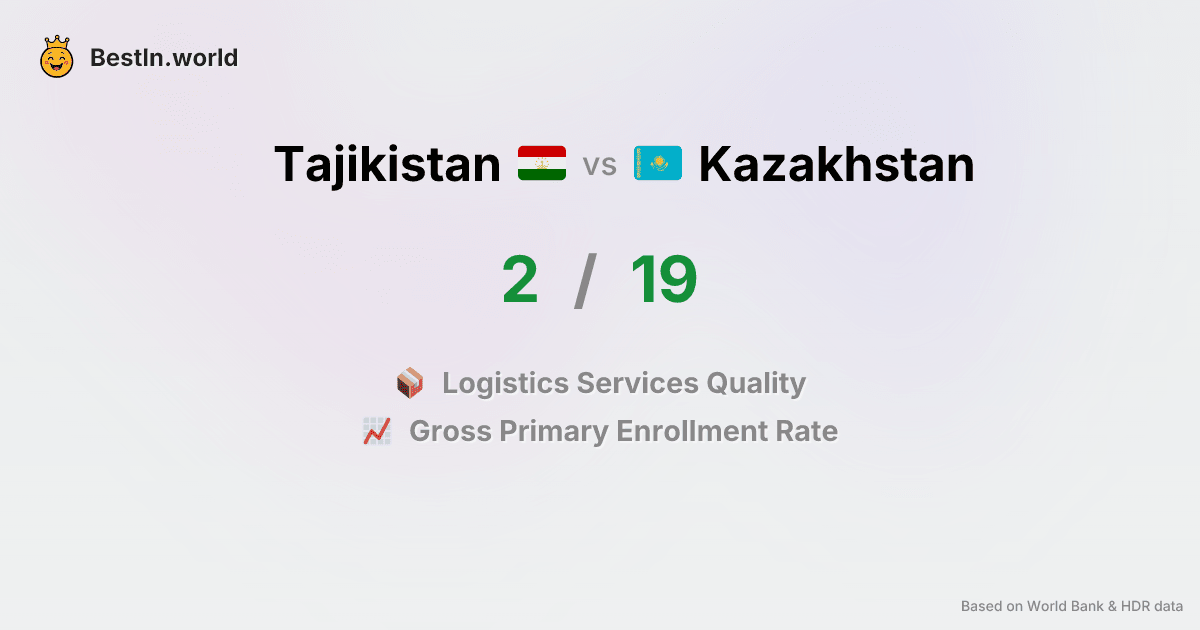 BestIn.world
Tajikistan vs Kazakhstan
2 / 19
Logistics Services Quality
Gross Primary Enrollment Rate
Based on World Bank & HDR data